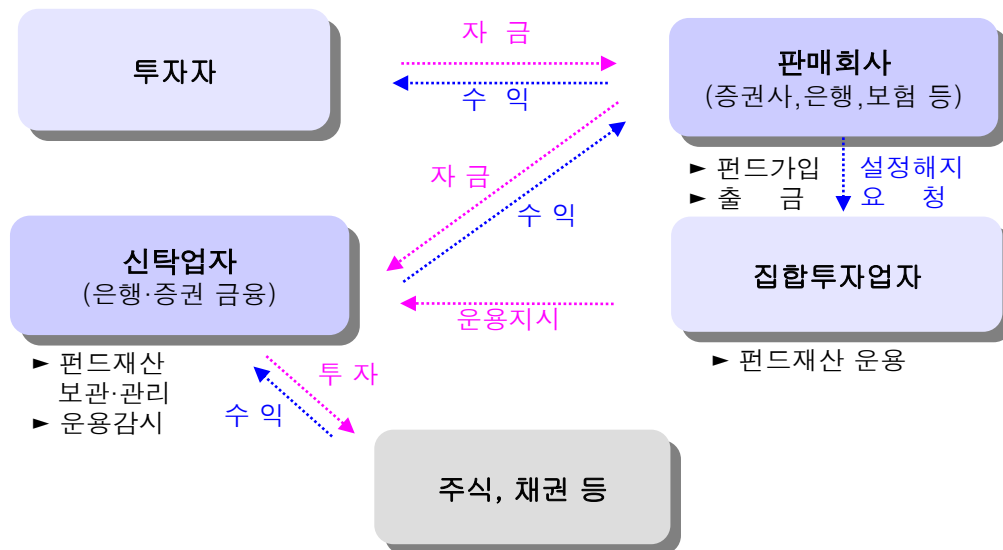 투자자
자 금
수 익
판매회사
(증권사,은행,보험 등)
► 펀드가입
► 출 금
설정해지
요 청
자 금
수 익
신탁업자
(은행·증권 금융)
집합투자업자
운용지시
► 펀드재산
보관·관리
► 운용감시
► 펀드재산 운용
투 자
수 익
주식, 채권 등